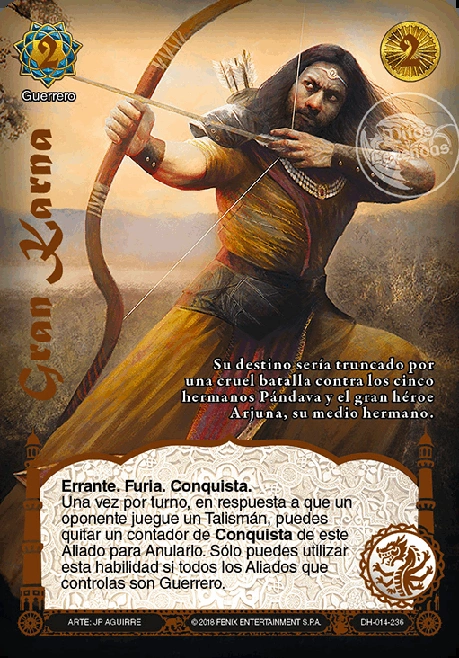 2
2
Guerrero
Mitos y Leyendas
Gran Karna
Su destino sería truncado por
una cruel batalla contra los cinco
hermanos Pándava y el gran héroe
Arjuna, su medio hermano.
Errante. Furia. Conquista.
Una vez por turno, en respuesta a que un
oponente juegue un Talismán, puedes
quitar un contador de Conquista de este
Aliado para Anularlo. Sólo puedes utilizar
esta habilidad si todos los Aliados que
controlas son Guerrero.
ARTE: JP AGUIRRE
©2018 FENIX ENTERTAINMENT S.P.A.
DH-014-236